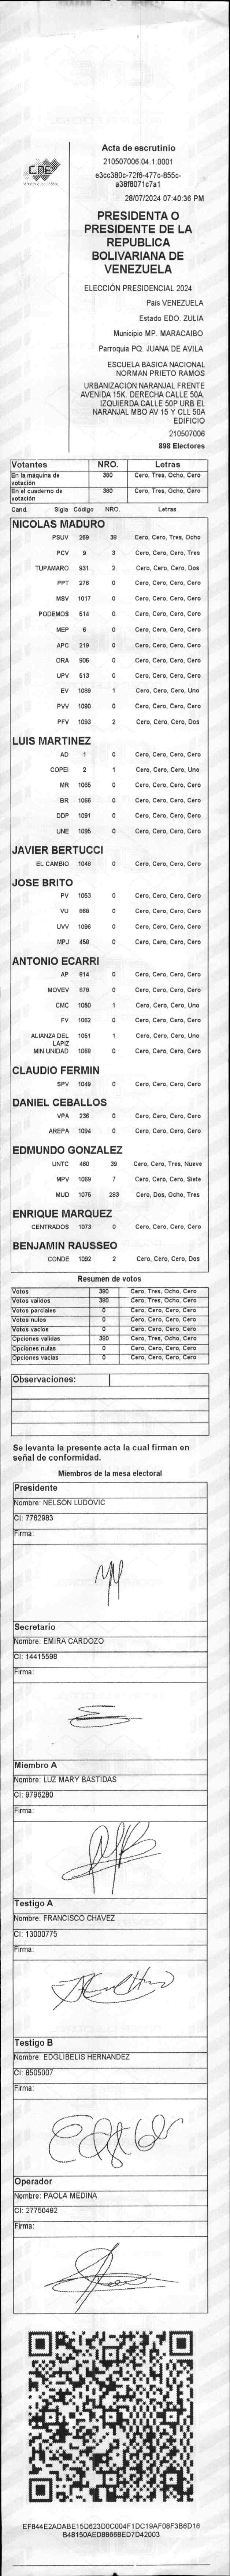 CNE
Acta de escrutinio
210507006.04.1.0001
e3cc380c-72f6-477c-855c-
a38f8071c7a1
28/07/2024 07:40:36 PM
PRESIDENTA O
PRESIDENTE DE LA
REPUBLICA
BOLIVARIANA DE
VENEZUELA
ELECCIÓN PRESIDENCIAL 2024
País VENEZUELA
Estado EDO. ZULIA
Municipio MP. MARACAIBO
Parroquia PQ. JUANA DE AVILA
ESCUELA BASICA NACIONAL
NORMAN PRIETO RAMOS
URBANIZACION NARANJAL FRENTE
AVENIDA 15K. DERECHA CALLE 50A.
IZQUIERDA CALLE 50P URB EL
NARANJAL MBO AV 15 Y CLL 50A
EDIFICIO
210507006
898 Electores
Votantes NRO. Letras
En la máquina de votación 380 Cero, Tres, Ocho, Cero
En el cuaderno de votación 380 Cero, Tres, Ocho, Cero
Cand. Sigla Código NRO. Letras
NICOLAS MADURO
PSUV 269 38 Cero, Cero, Tres, Ocho
PCV 9 3 Cero, Cero, Cero, Tres
TUPAMARO 931 2 Cero, Cero, Cero, Dos
PPT 276 0 Cero, Cero, Cero, Cero
MSV 1017 0 Cero, Cero, Cero, Cero
PODEMOS 514 0 Cero, Cero, Cero, Cero
MEP 6 0 Cero, Cero, Cero, Cero
APC 219 0 Cero, Cero, Cero, Cero
ORA 906 0 Cero, Cero, Cero, Cero
UPV 513 0 Cero, Cero, Cero, Cero
EV 1089 1 Cero, Cero, Cero, Uno
PVV 1090 0 Cero, Cero, Cero, Cero
PFV 1093 2 Cero, Cero, Cero, Dos
LUIS MARTINEZ
AD 1 0 Cero, Cero, Cero, Cero
COPEI 2 1 Cero, Cero, Cero, Uno
MR 1065 0 Cero, Cero, Cero, Cero
BR 1066 0 Cero, Cero, Cero, Cero
DDP 1091 0 Cero, Cero, Cero, Cero
UNE 1095 0 Cero, Cero, Cero, Cero
JAVIER BERTUCCI
EL CAMBIO 1048 0 Cero, Cero, Cero, Cero
JOSE BRITO
PV 1053 0 Cero, Cero, Cero, Cero
VU 868 0 Cero, Cero, Cero, Cero
UVV 1096 0 Cero, Cero, Cero, Cero
MPJ 458 0 Cero, Cero, Cero, Cero
ANTONIO ECARRI
AP 814 0 Cero, Cero, Cero, Cero
MOVEV 878 0 Cero, Cero, Cero, Cero
CMC 1050 1 Cero, Cero, Cero, Uno
FV 1062 0 Cero, Cero, Cero, Cero
ALIANZA DEL LAPIZ 1051 1 Cero, Cero, Cero, Uno
MIN UNIDAD 1068 0 Cero, Cero, Cero, Cero
CLAUDIO FERMIN
SPV 1049 0 Cero, Cero, Cero, Cero
DANIEL CEBALLOS
VPA 236 0 Cero, Cero, Cero, Cero
AREPA 1094 0 Cero, Cero, Cero, Cero
EDMUNDO GONZALEZ
UNTC 460 39 Cero, Cero, Tres, Nueve
MPV 1069 7 Cero, Cero, Cero, Siete
MUD 1075 283 Cero, Dos, Ocho, Tres
ENRIQUE MARQUEZ
CENTRADOS 1073 0 Cero, Cero, Cero, Cero
BENJAMIN RAUSSEO
CONDE 1092 2 Cero, Cero, Cero, Dos
Resumen de votos
Votos 380 Cero, Tres, Ocho, Cero
Votos validos 380 Cero, Tres, Ocho, Cero
Votos parciales 0 Cero, Cero, Cero, Cero
Votos nulos 0 Cero, Cero, Cero, Cero
Votos vacios 0 Cero, Cero, Cero, Cero
Opciones validas 380 Cero, Tres, Ocho, Cero
Opciones nulas 0 Cero, Cero, Cero, Cero
Opciones vacias 0 Cero, Cero, Cero, Cero
Observaciones:
Se levanta la presente acta la cual firman en
señal de conformidad.
Miembros de la mesa electoral
Presidente
Nombre: NELSON LUDOVIC
CI: 7762983
Firma:
Secretario
Nombre: EMIRA CARDOZO
CI: 14415598
Firma:
Miembro A
Nombre: LUZ MARY BASTIDAS
CI: 9796280
Firma:
Testigo A
Nombre: FRANCISCO CHAVEZ
CI: 13000775
Firma:
Testigo B
Nombre: EDGLIBELIS HERNANDEZ
CI: 8505007
Firma:
Operador
Nombre: PAOLA MEDINA
CI: 27750492
Firma:
EFB44E2ADABE15D623D0C004F1DC19AF08F3B6D16
B48150AEDB8668ED7D42003